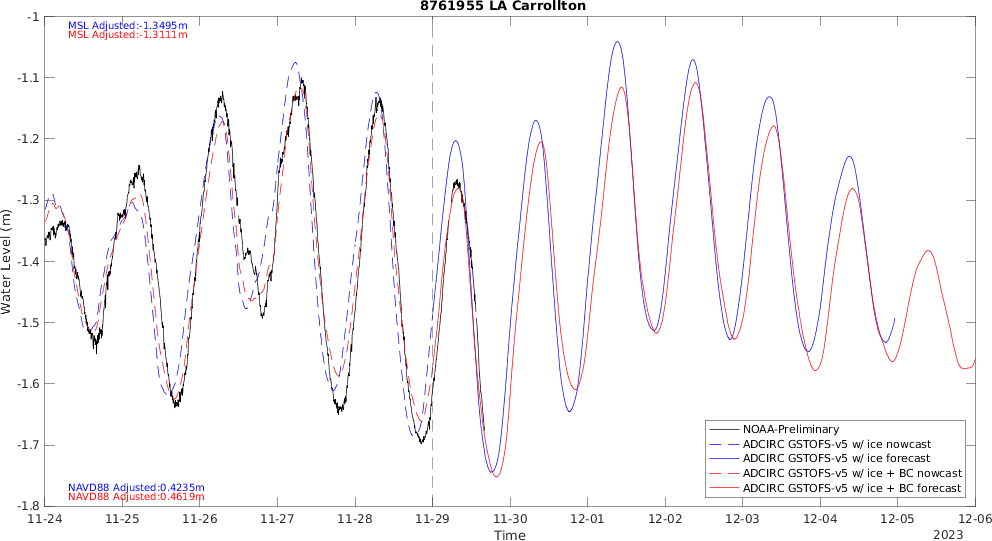 8761955 LA Carrollton
MSL Adjusted:-1.3495m
MSL Adjusted:-1.3111m
-1
-1.1
-1.2
-1.3
-1.4
-1.5
-1.6
-1.7
-1.8
Water Level (m)
NOAA-Preliminary
ADCIRC GSTOFS-v5 w/ ice nowcast
ADCIRC GSTOFS-v5 w/ ice forecast
ADCIRC GSTOFS-v5 w/ ice + BC nowcast
ADCIRC GSTOFS-v5 w/ ice + BC forecast
NAVD88 Adjusted:0.4235m
NAVD88 Adjusted:0.4619m
11-24 11-25 11-26 11-27 11-28 11-29 11-30 12-01 12-02 12-03 12-04 12-05 12-06
Time
2023